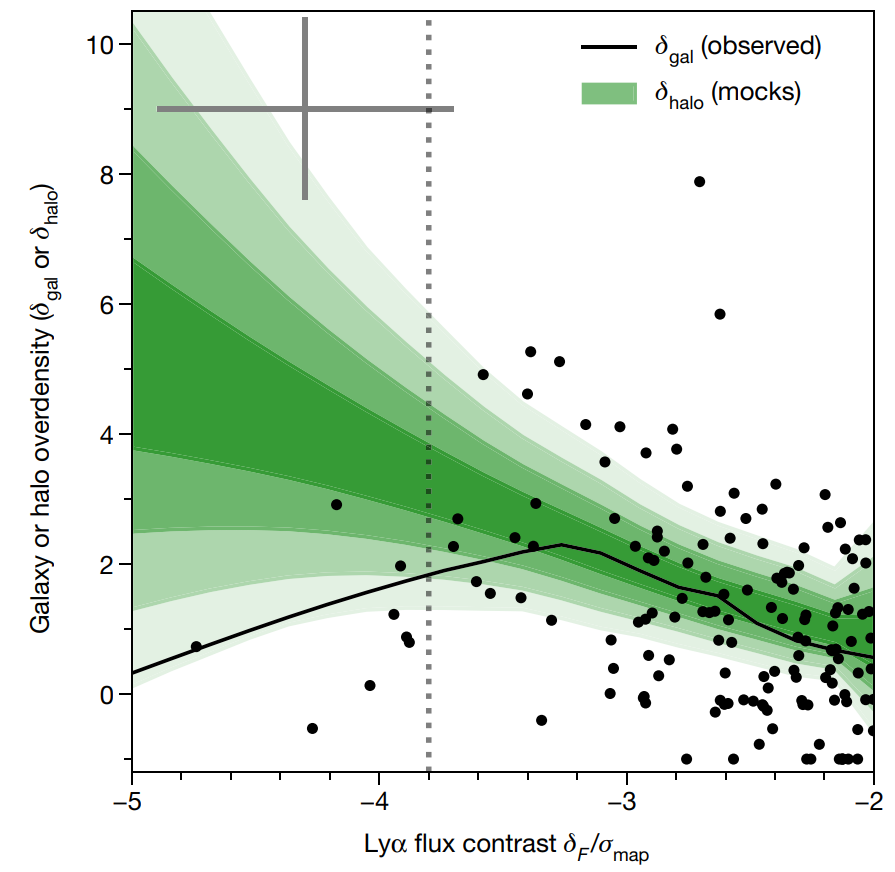 δgal (observed)
δhalo (mocks)
Galaxy or halo overdensity (δgal or δhalo)
10
8
6
4
2
0
−5
−4
−3
−2
Lyα flux contrast δF/σmap